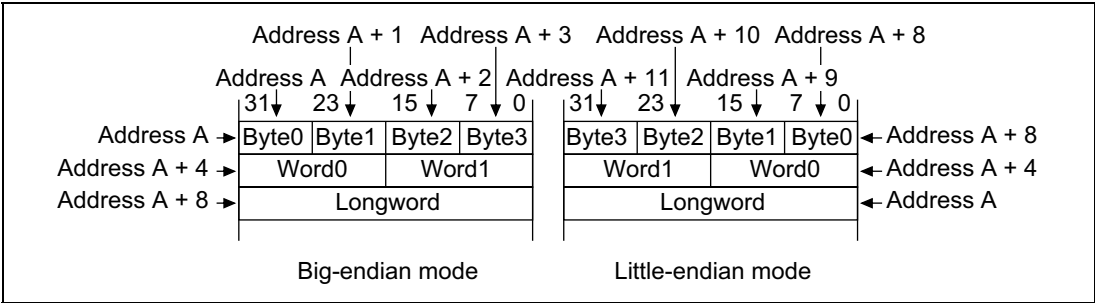 Address A + 1 Address A + 3 Address A + 10 Address A + 8
Address A Address A + 2 Address A + 11 Address A + 9
31 23 15 7 0 31 23 15 7 0
Address A Byte0 Byte1 Byte2 Byte3 Byte3 Byte2 Byte1 Byte0 Address A + 8
Address A + 4 Word0 Word1 Word1 Word0 Address A + 4
Address A + 8 Longword Longword Address A
Big-endian mode Little-endian mode